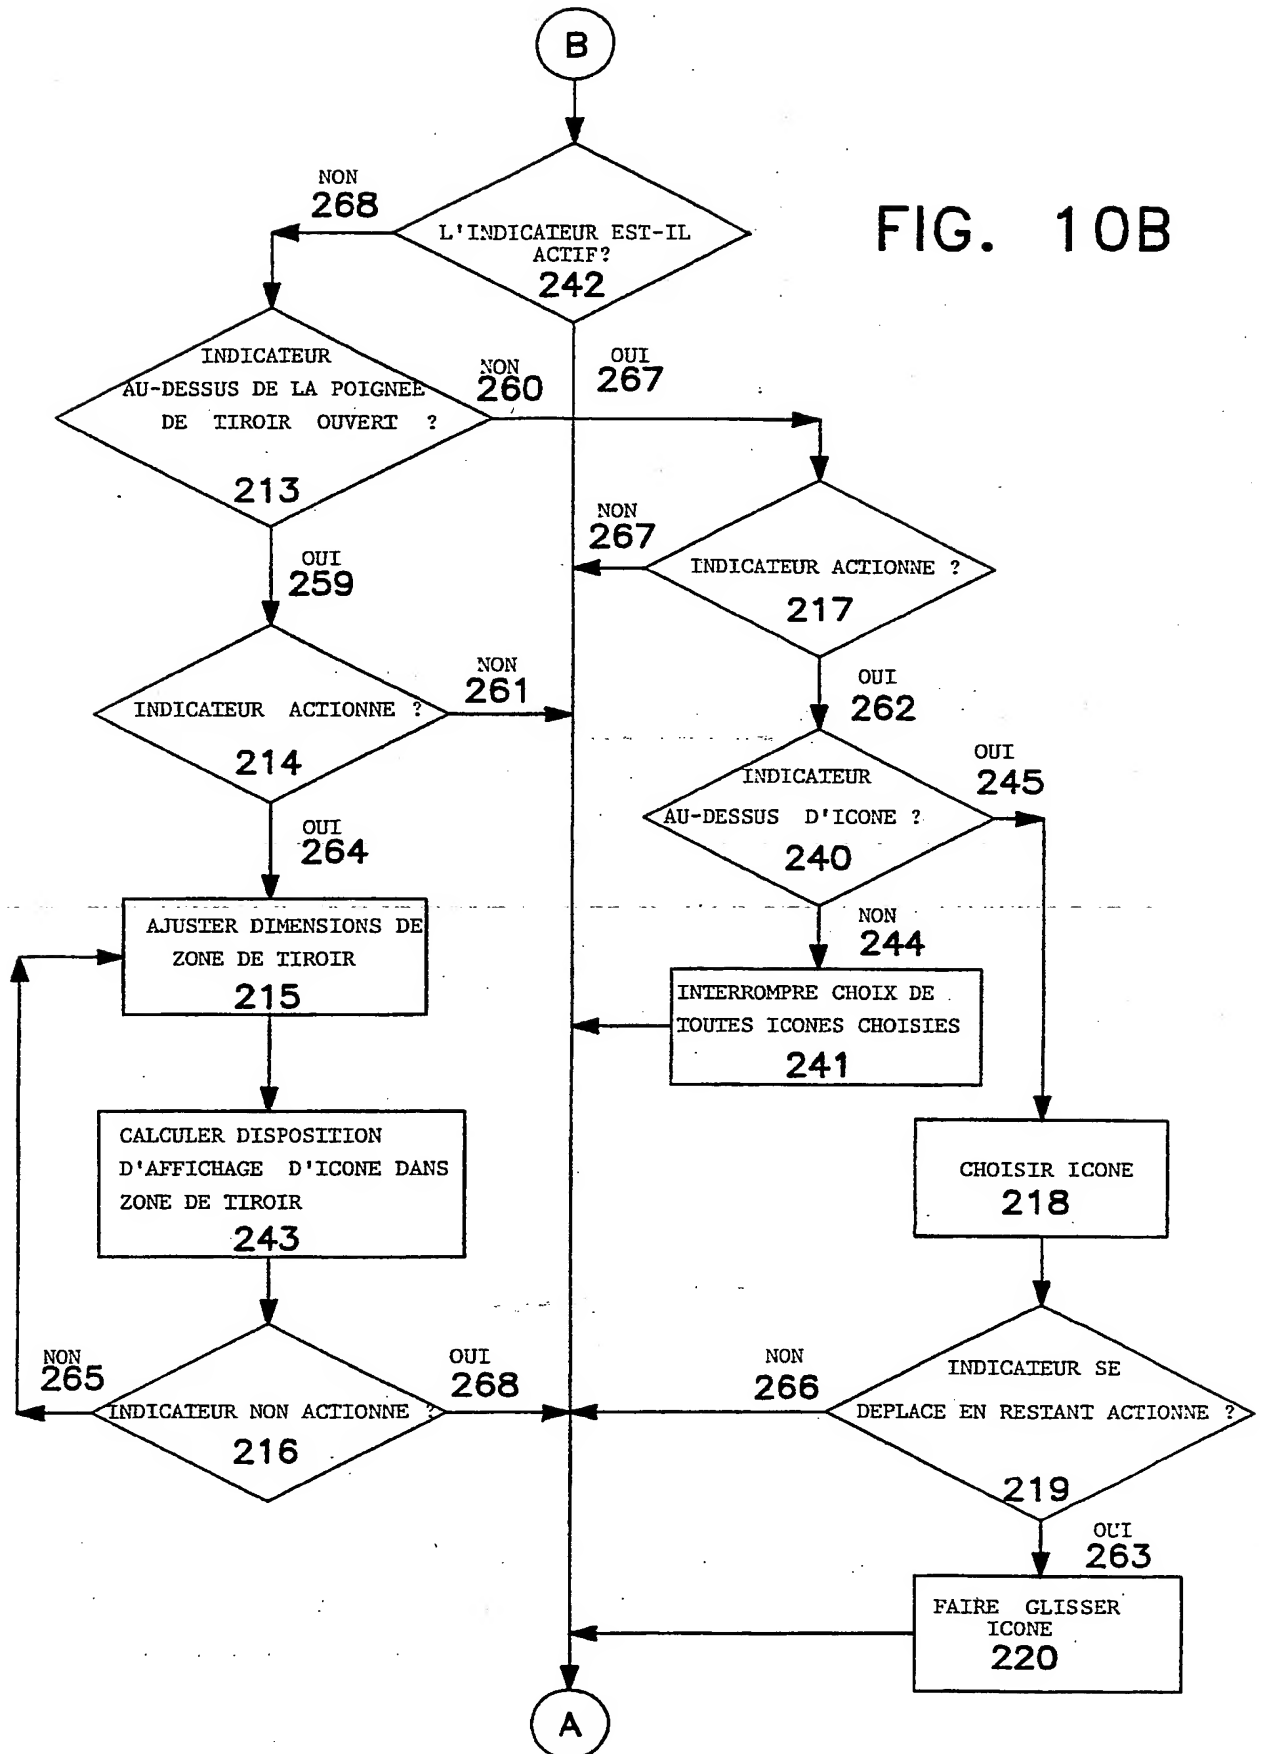 B
FIG. 10B
NON
268
L'INDICATEUR EST-IL
ACTIF?
242
INDICATEUR
AU-DESSUS DE LA POIGNEE
DE TIROIR OUVERT ?
213
NON
260
OUI
267
OUI
259
NON
267
INDICATEUR ACTIONNE ?
217
INDICATEUR ACTIONNE ?
214
NON
261
OUI
262
INDICATEUR
AU-DESSUS D'ICONE ?
240
OUI
245
OUI
264
NON
244
AJUSTER DIMENSIONS DE
ZONE DE TIROIR
215
INTERROMPRE CHOIX DE
TOUTES ICONES CHOISIES
241
CALCULER DISPOSITION
D'AFFICHAGE D'ICONE DANS
ZONE DE TIROIR
243
CHOISIR ICONE
218
NON
265
INDICATEUR NON ACTIONNE ?
216
OUI
268
NON
266
INDICATEUR SE
DEPLACE EN RESTANT ACTIONNE ?
219
OUI
263
FAIRE GLISSER
ICONE
220
A